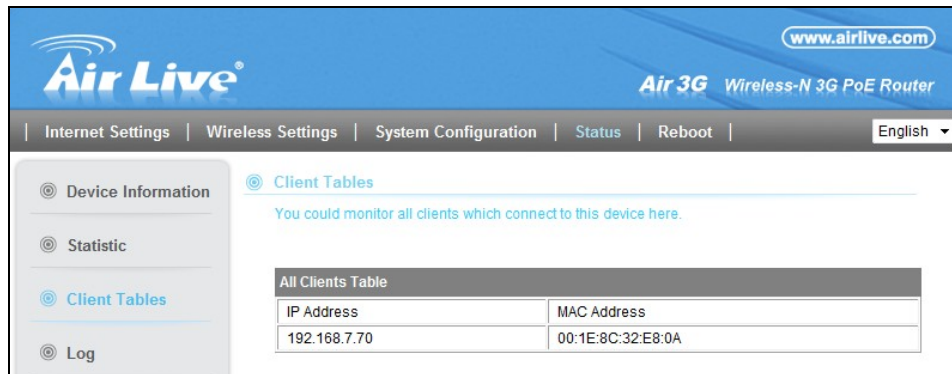 www.airlive.com
Air Live®
Air 3G Wireless-N 3G PoE Router
| Internet Settings | Wireless Settings | System Configuration | Status | Reboot | English
Device Information
Statistic
Client Tables
Log
Client Tables
You could monitor all clients which connect to this device here.
All Clients Table
IP Address MAC Address
192.168.7.70 00:1E:8C:32:E8:0A